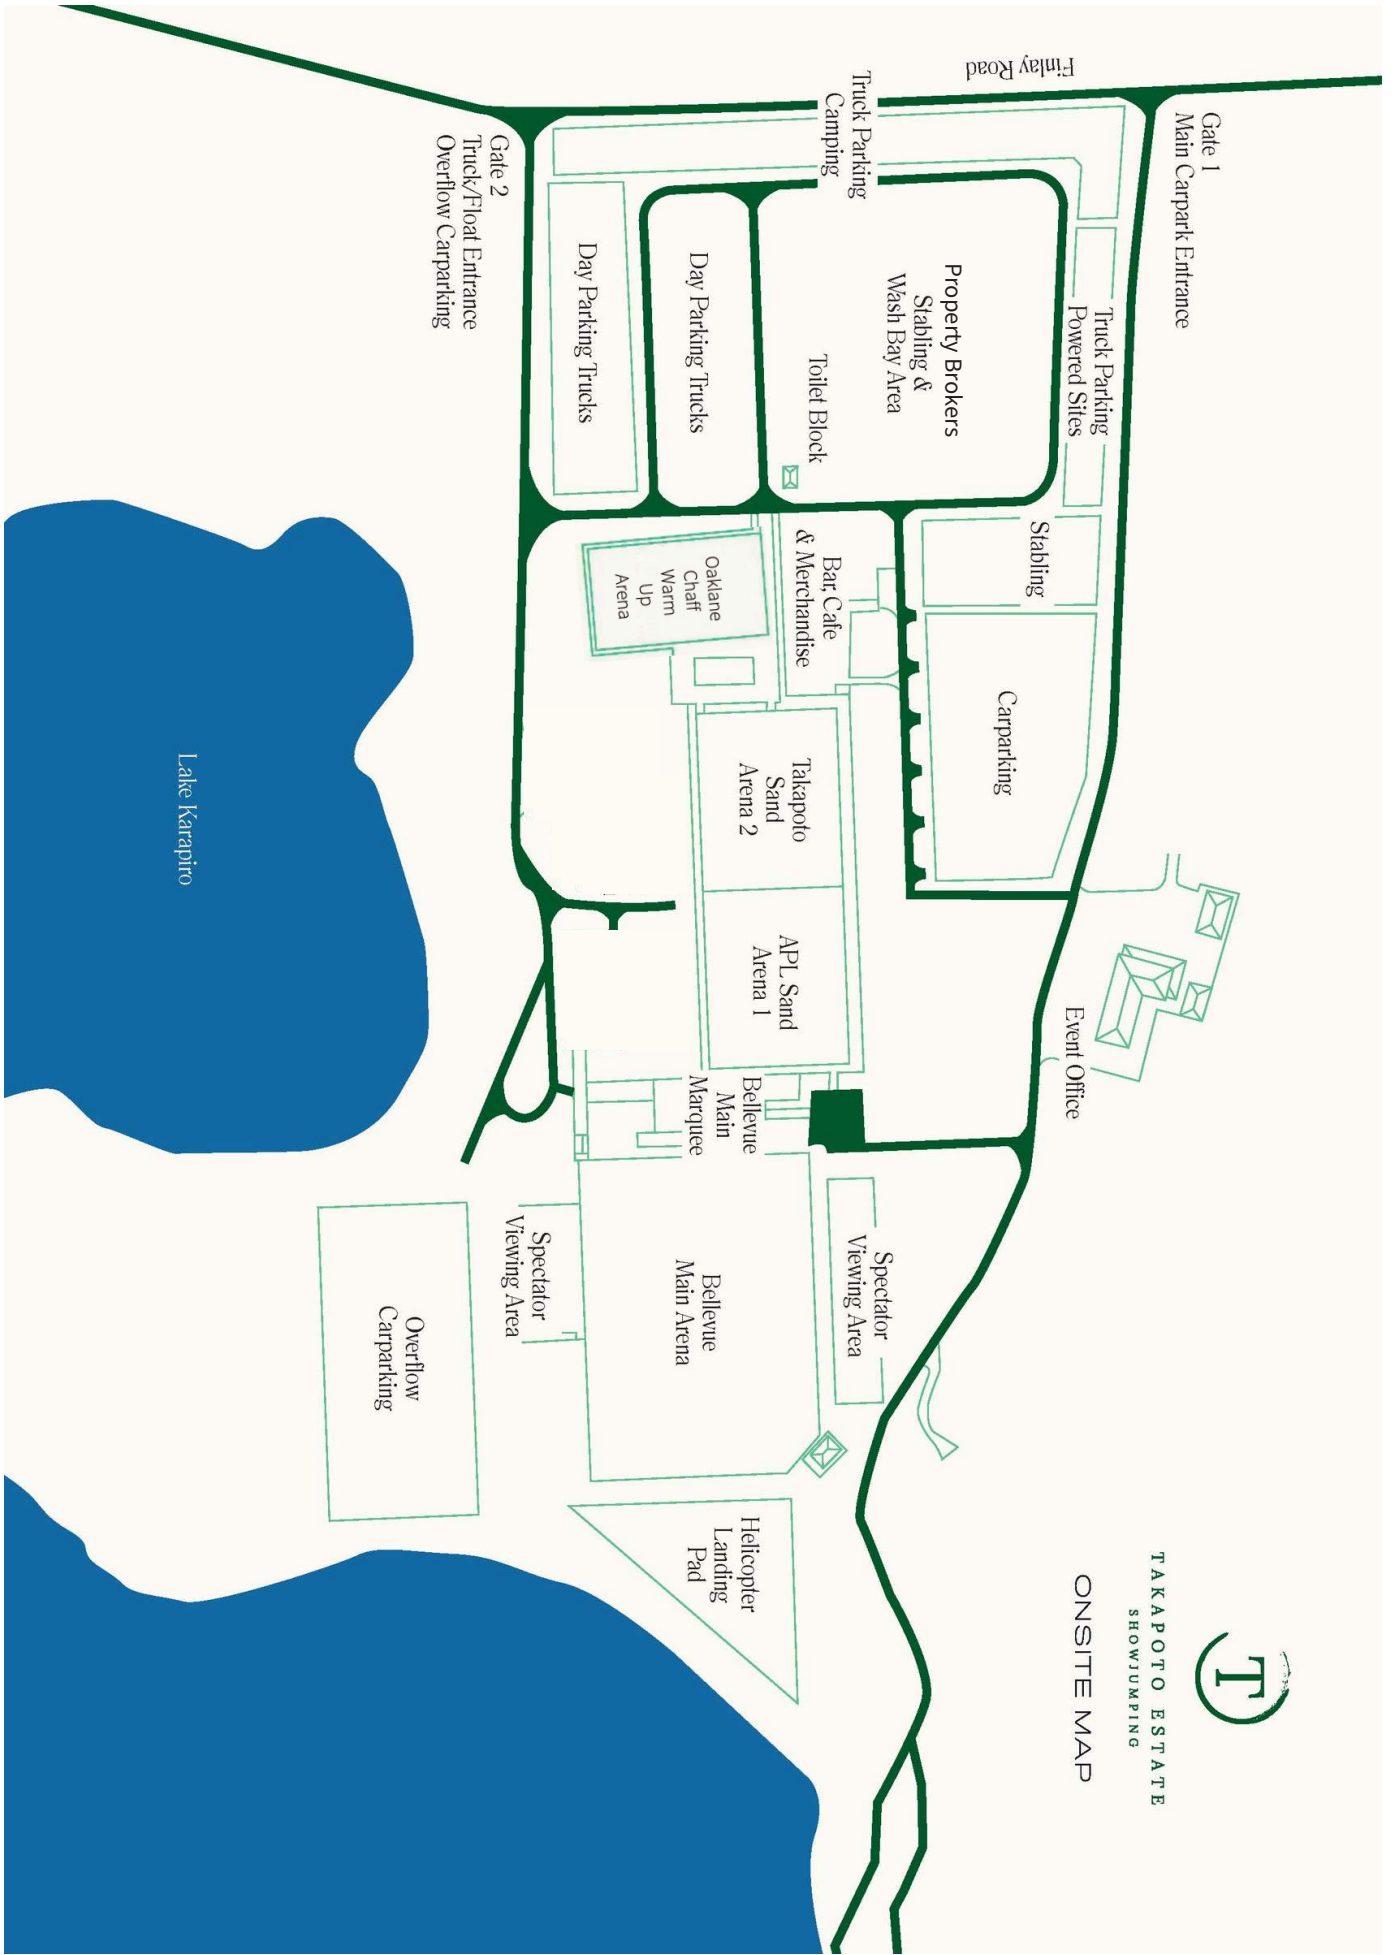 Finlay Road
Gate 1
Main Carpark Entrance
Truck Parking
Camping
Gate 2
Truck/Float Entrance
Overflow Carparking
Truck Parking
Powered Sites
Property Brokers
Stabling &
Wash Bay Area
Toilet Block
Day Parking Trucks
Day Parking Trucks
Stabling
Bar, Cafe
& Merchandise
Oaklane
Chaff
Warm
Up
Arena
Carparking
Takapoto
Sand
Arena 2
Lake Karapiro
APL Sand
Arena 1
Event Office
Bellevue
Main
Marquee
Spectator
Viewing Area
Bellevue
Main Arena
Spectator
Viewing Area
Overflow
Carparking
Helicopter
Landing
Pad
T
TAKAPOTO ESTATE
SHOWJUMPING
ONSITE MAP